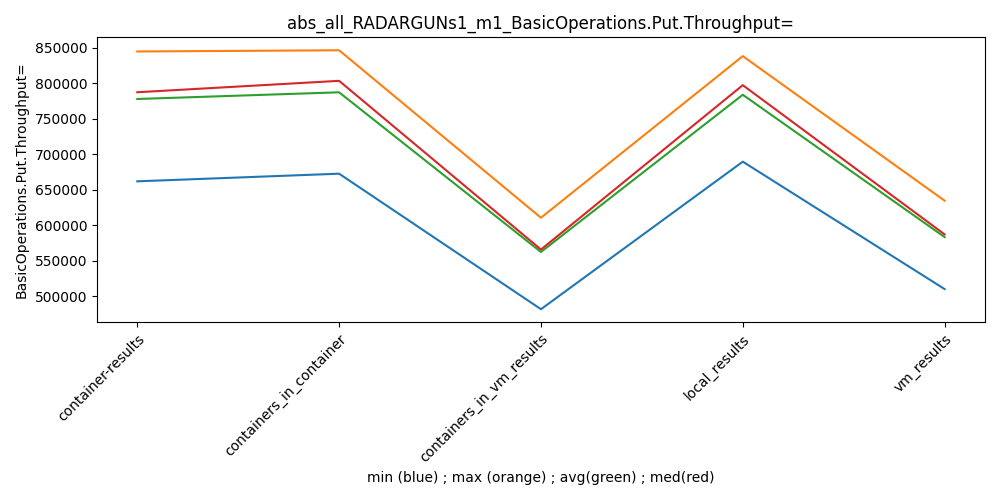 abs_all_RADARGUNs1_m1_BasicOperations.Put.Throughput=
BasicOperations.Put.Throughput=
850000
800000
750000
700000
650000
600000
550000
500000
container-results
containers_in_container
containers_in_vm_results
local_results
vm_results
min (blue) ; max (orange) ; avg(green) ; med(red)